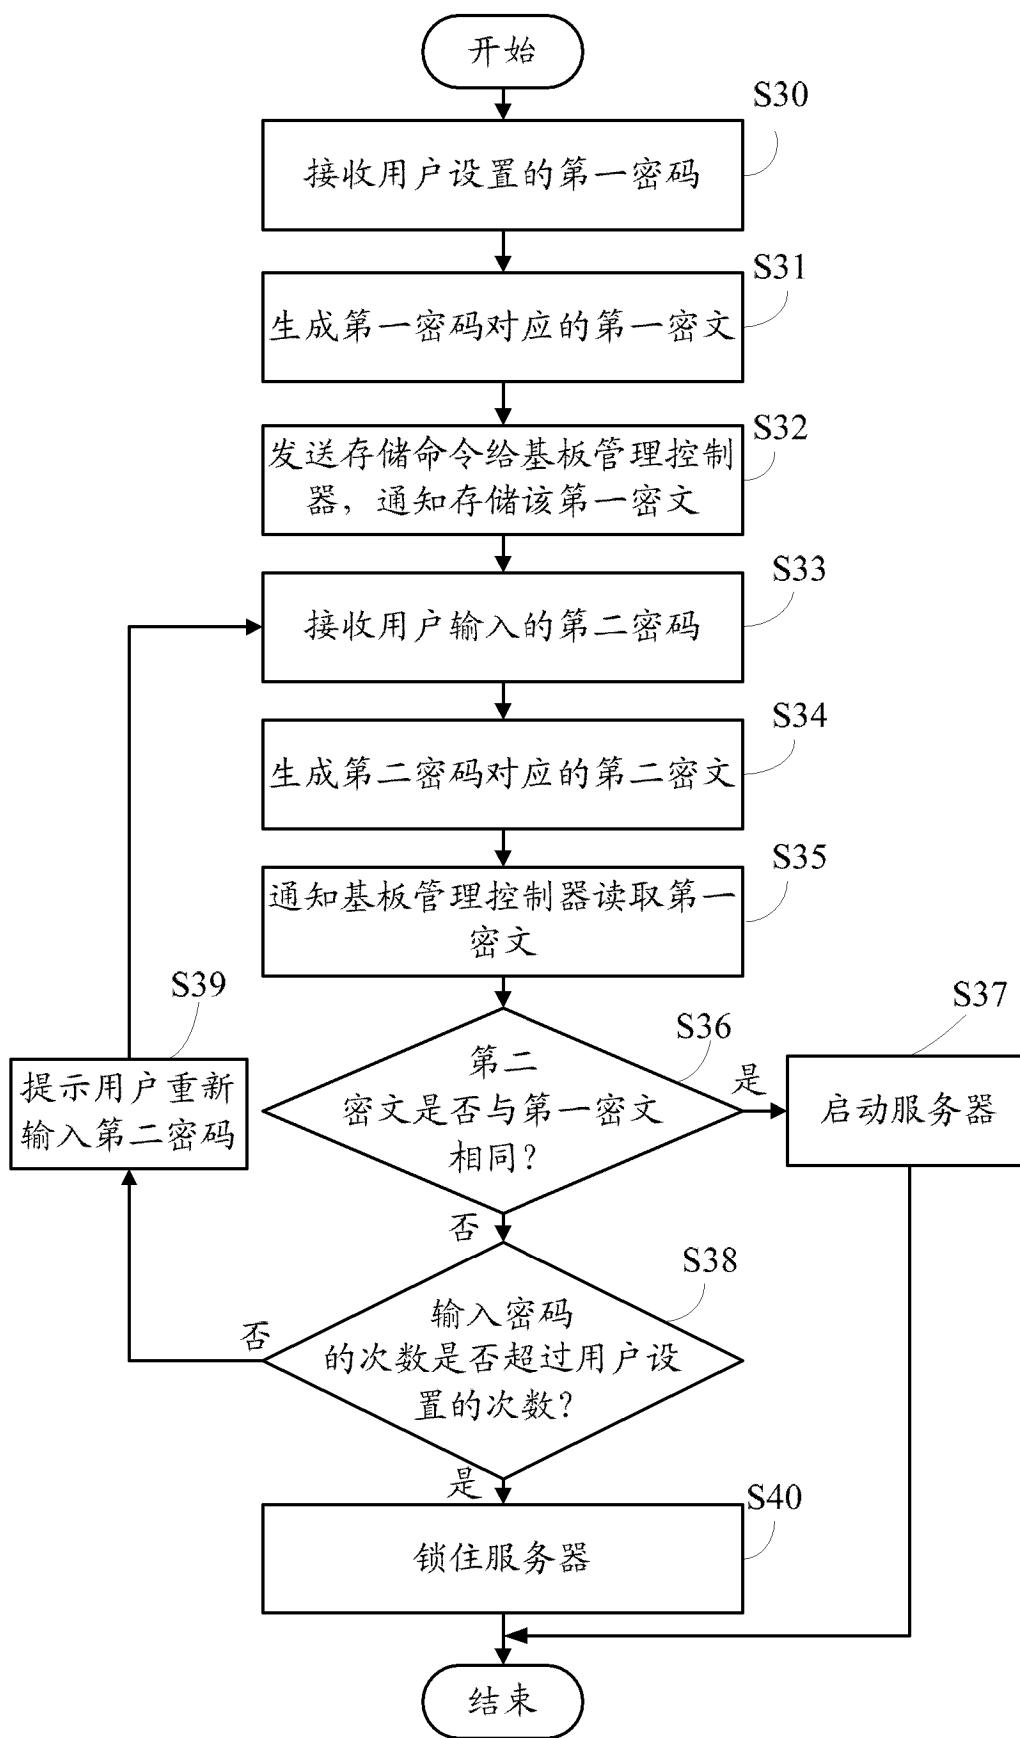 开始
S30
接收用户设置的第一密码
S31
生成第一密码对应的第一密文
S32
发送存储命令给基板管理控制
器，通知存储该第一密文
S33
接收用户输入的第二密码
S34
生成第二密码对应的第二密文
S35
通知基板管理控制器读取第一
密文
S39
提示用户重新
输入第二密码
S36
第二
密文是否与第一密文
相同？
是
S37
启动服务器
否
S38
输入密码
的次数是否超过用户设
置的次数？
否
是
S40
锁住服务器
结束